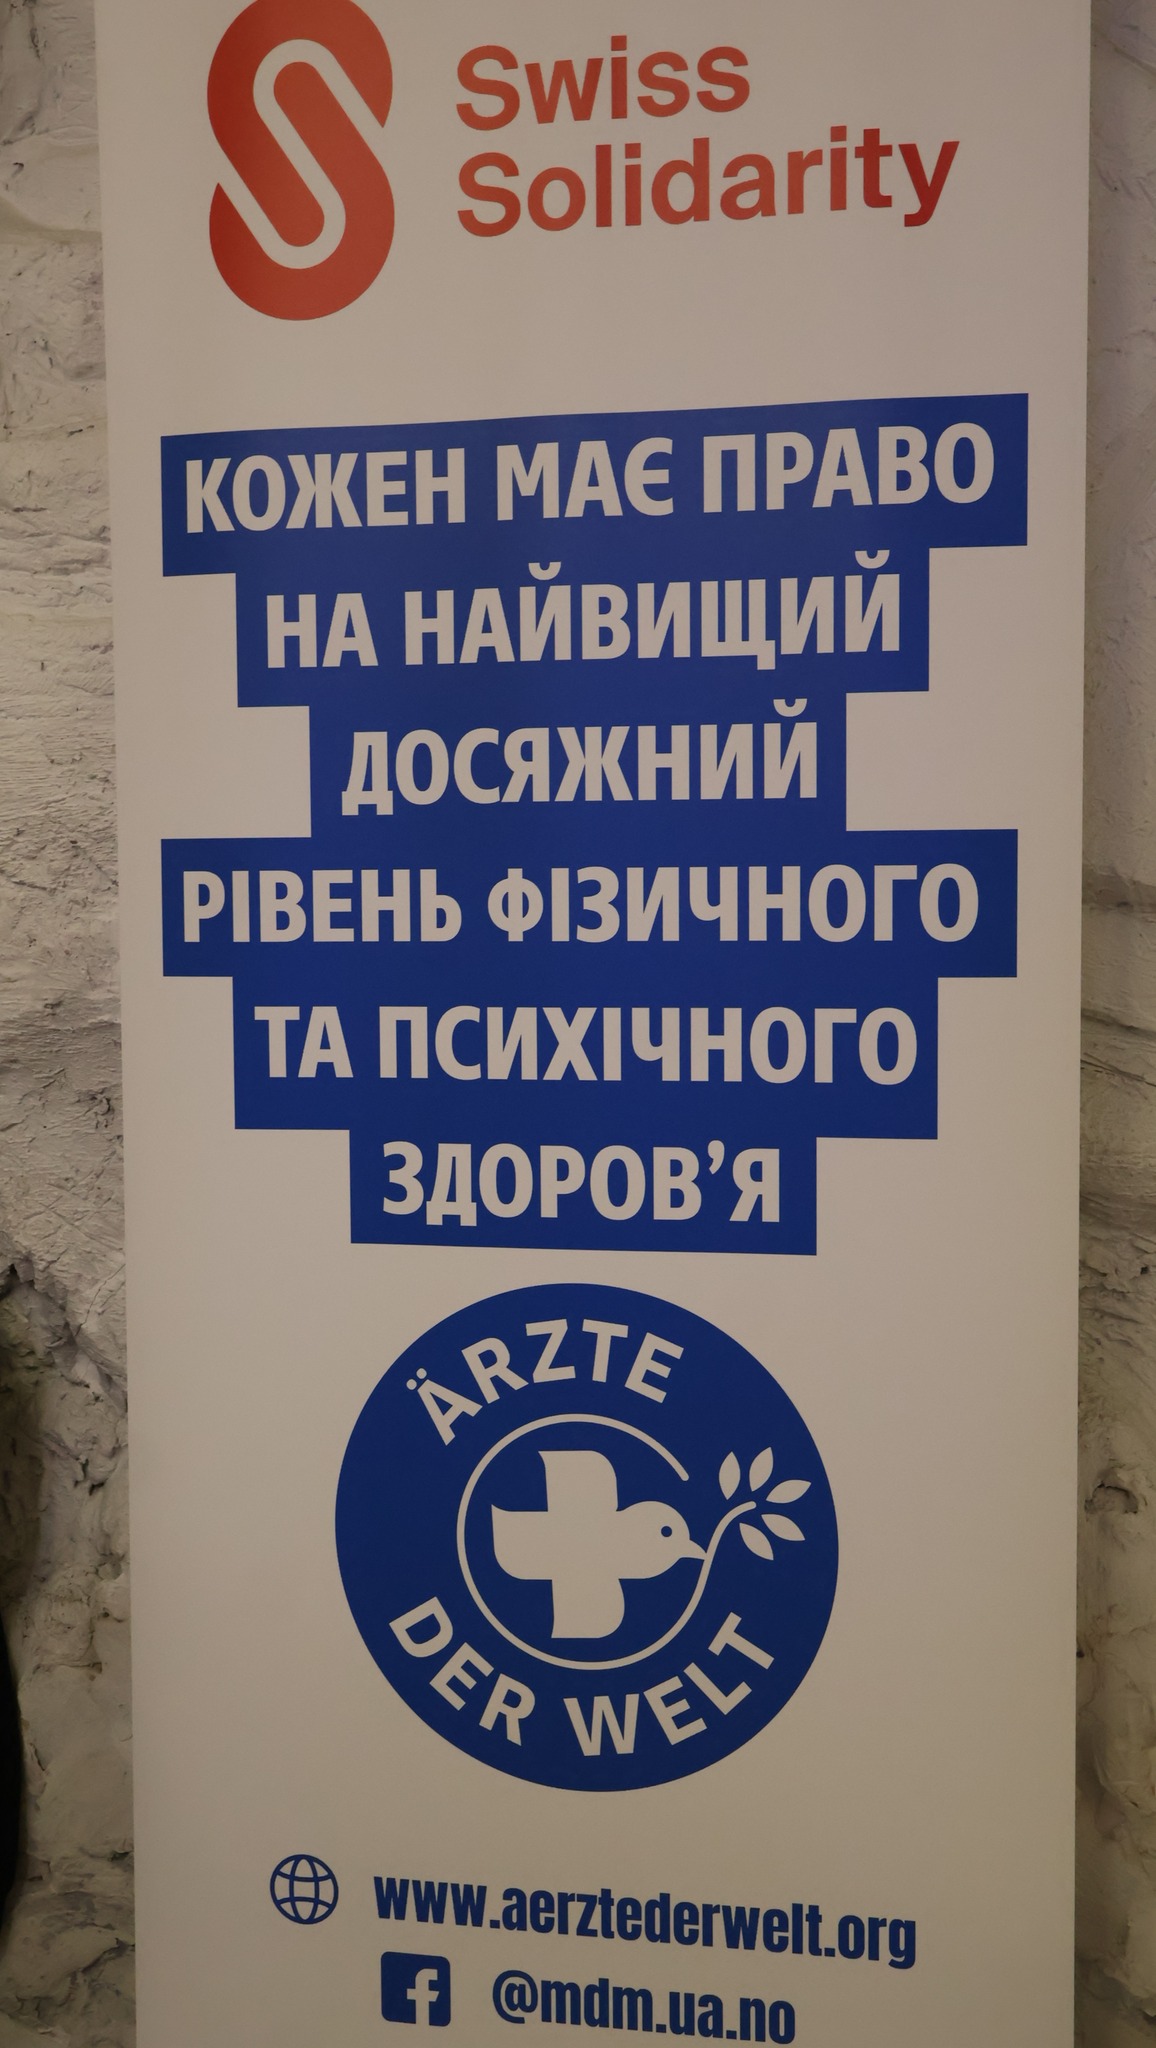 Swiss
Solidarity
КОЖЕН МАЄ ПРАВО
НА НАЙВИЩИЙ
ДОСЯЖНИЙ
РІВЕНЬ ФІЗИЧНОГО
ТА ПСИХІЧНОГО
ЗДОРОВ’Я
ÄRZTE
DER WELT
www.aerztederwelt.org
@mdm.ua.no